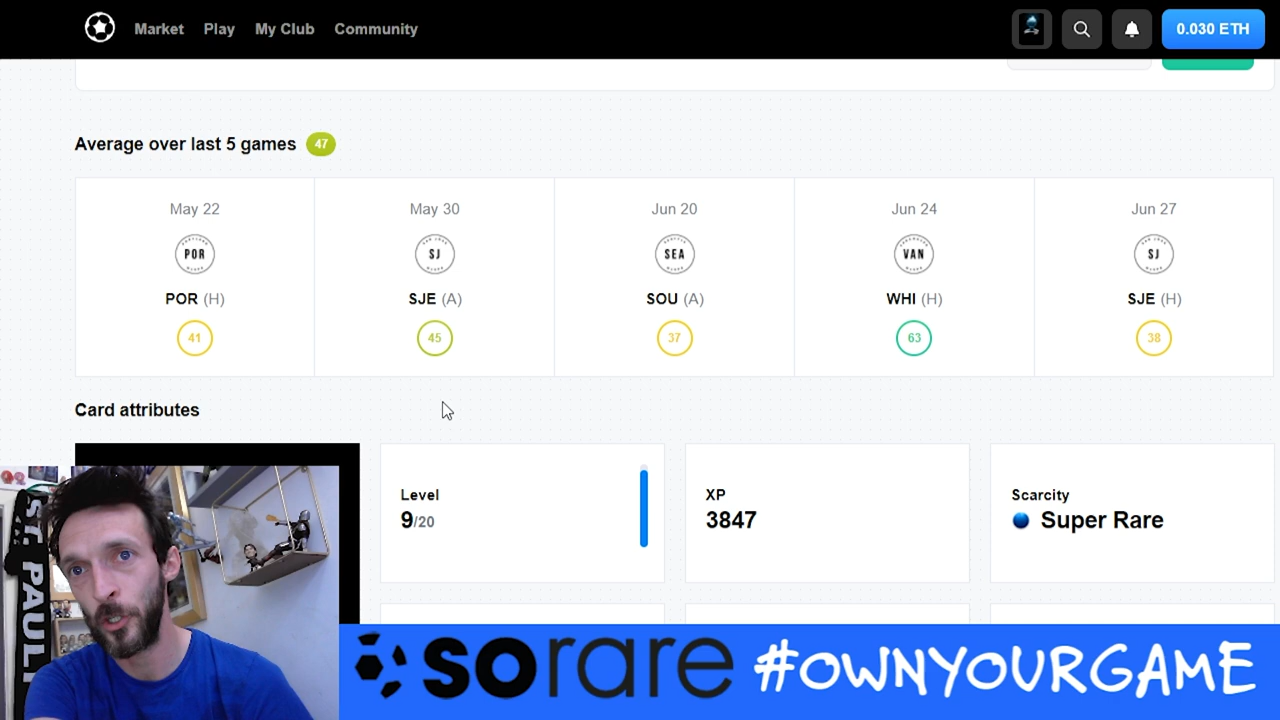 Market Play My Club Community 0.030 ETH
Average over last 5 games 47
May 22 May 30 Jun 20 Jun 24 Jun 27
POR SJ SEA VAN SJ
POR (H) SJE (A) SOU (A) WHI (H) SJE (H)
41 45 37 63 38
Card attributes
Level XP Scarcity
9/20 3847 Super Rare
ST. PAULI
sorare #OWNYOURGAME